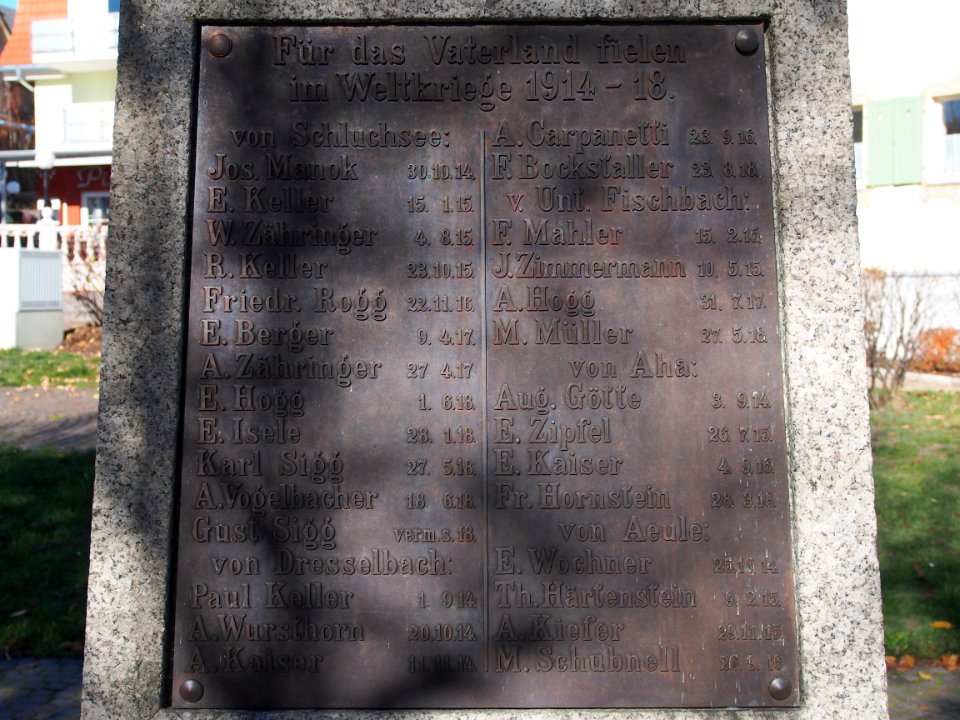 Für das Vaterland fielen
im Weltkriege 1914 - 18.
von Schluchsee:
Jos. Manok 30.10.14.
E. Keller 15. 1.15.
W. Zähringer 4. 8.15.
R. Keller 23.10.15.
Friedr. Rogg 22.11.16.
E. Berger 9. 4.17.
A. Zähringer 27 4.17
E. Hogg 1. 6.18.
E. Isele 28. 1.18.
Karl Sigg 27. 5.18.
A. Vogelbacher 18 6.18.
Gust Sigg verm.s.18.
von Dresselbach:
Paul Keller 1. 9.14.
A. Wursthorn 20.10.14.
A. Kaiser 11.11.14.
A. Carpanetti 23. 9.16.
F. Bockstaller 23. 8.18.
v. Unt. Fischbach:
F. Mahler 15. 2.15.
J. Zimmermann 10. 5.15.
A. Hogg 31. 7.17.
M. Müller 27. 5.18.
von Aha:
Aug. Götte 3. 9.14.
E. Zipfel 26. 7.15.
E. Kaiser 4. 9.16.
Fr. Hornstein 28. 3.18.
von Aeule:
E. Wochner 25.10.14.
Th. Härtenstein 9. 2.15.
A. Kiefer 29.11.15.
M. Schubnell 26. 9. 16